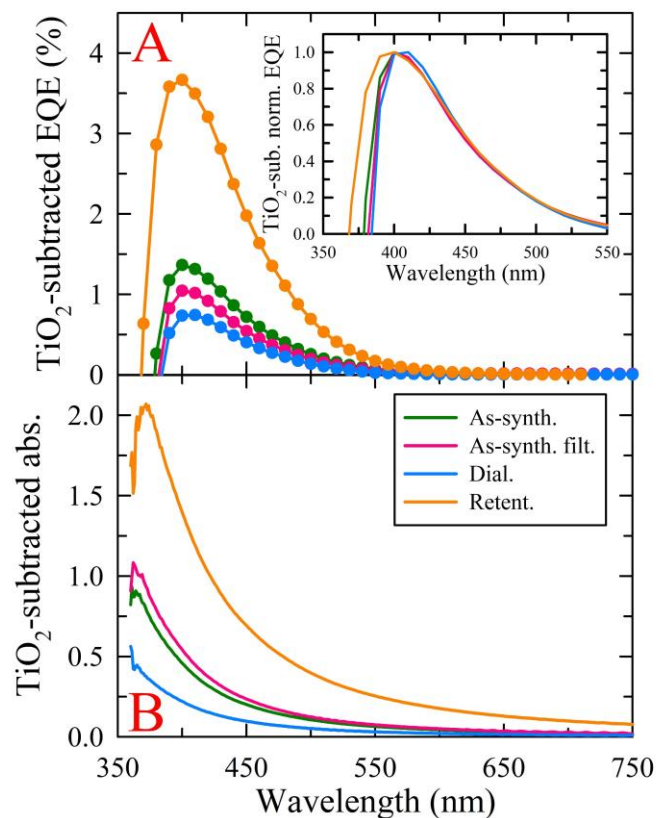 A
TiO2-subtracted EQE (%)
4
3
2
1
0
TiO2-sub. norm. EQE
1.0
0.8
0.6
0.4
0.2
0.0
350 400 450 500 550
Wavelength (nm)
B
TiO2-subtracted abs.
2.0
1.5
1.0
0.5
0.0
As-synth.
As-synth. filt.
Dial.
Retent.
350 450 550 650 750
Wavelength (nm)